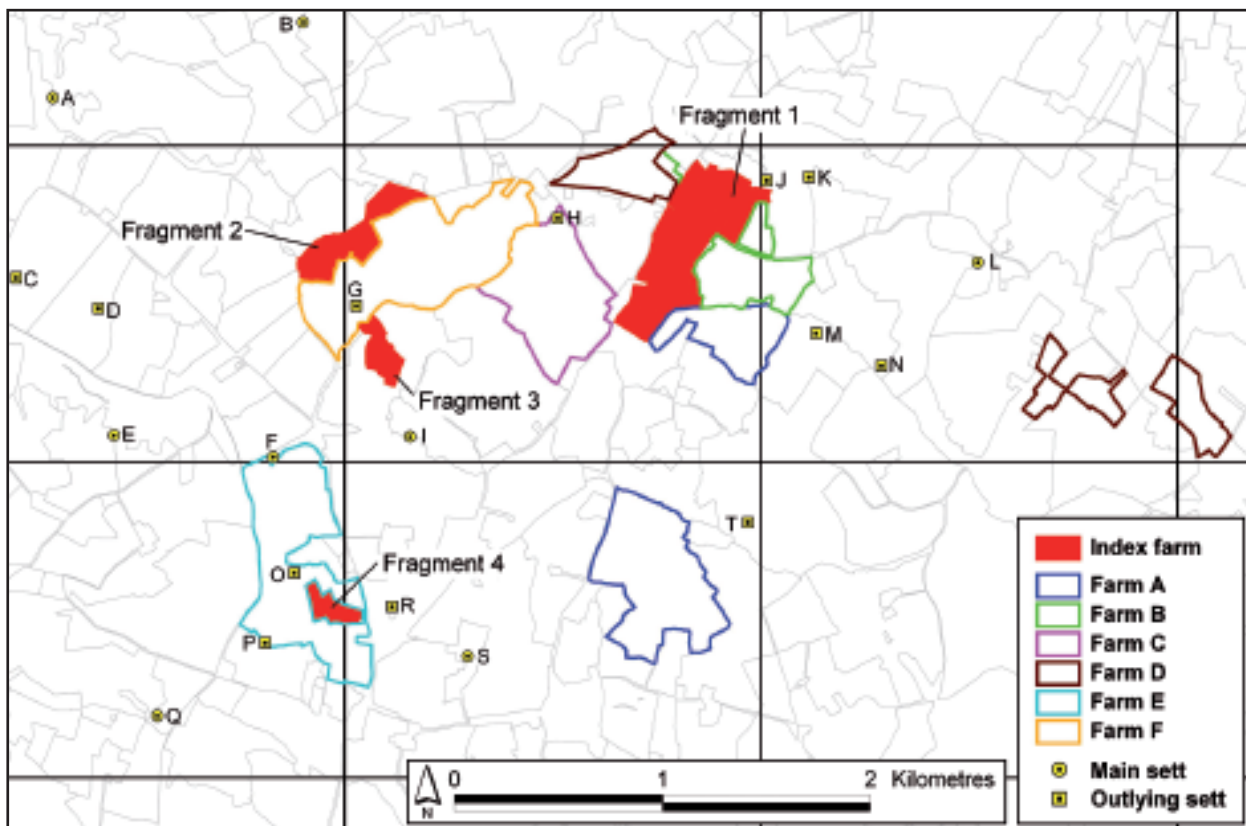 B
A
Fragment 1
J
K
H
Fragment 2
L
C
G
D
M
N
Fragment 3
E
I
F
T
Fragment 4
O
R
P
S
Q
Index farm
Farm A
Farm B
Farm C
Farm D
Farm E
Farm F
Main sett
Outlying sett
N
0 1 2 Kilometres